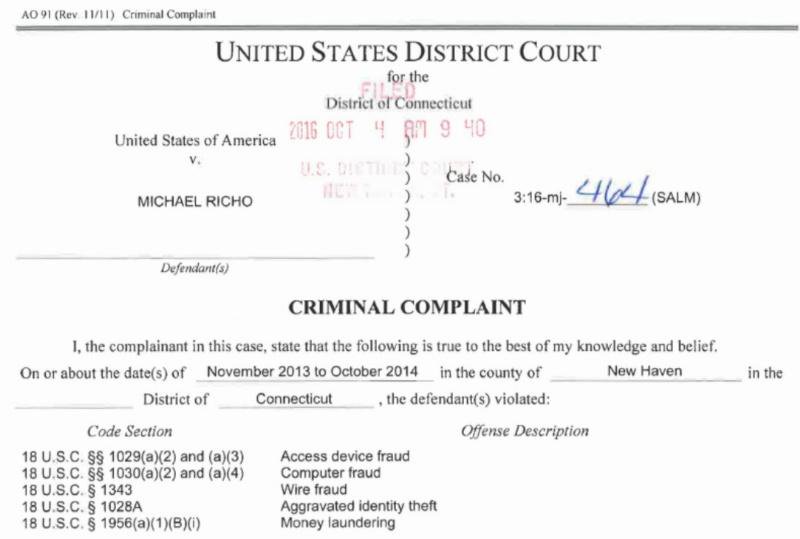 AO 91 (Rev. 11/11) Criminal Complaint
UNITED STATES DISTRICT COURT
for the
FILED
District of Connecticut
2016 OCT 4 AM 9 40
United States of America
v.
MICHAEL RICHO
Defendant(s)
)
)
)
)
)
)
)
U.S. DISTRICT COURT
Case No.
3:16-mj-464 (SALM)
CRIMINAL COMPLAINT
I, the complainant in this case, state that the following is true to the best of my knowledge and belief.
On or about the date(s) of November 2013 to October 2014 in the county of New Haven in the
District of Connecticut , the defendant(s) violated:
Code Section Offense Description
18 U.S.C. §§ 1029(a)(2) and (a)(3) Access device fraud
18 U.S.C. §§ 1030(a)(2) and (a)(4) Computer fraud
18 U.S.C. § 1343 Wire fraud
18 U.S.C. § 1028A Aggravated identity theft
18 U.S.C. § 1956(a)(1)(B)(i) Money laundering